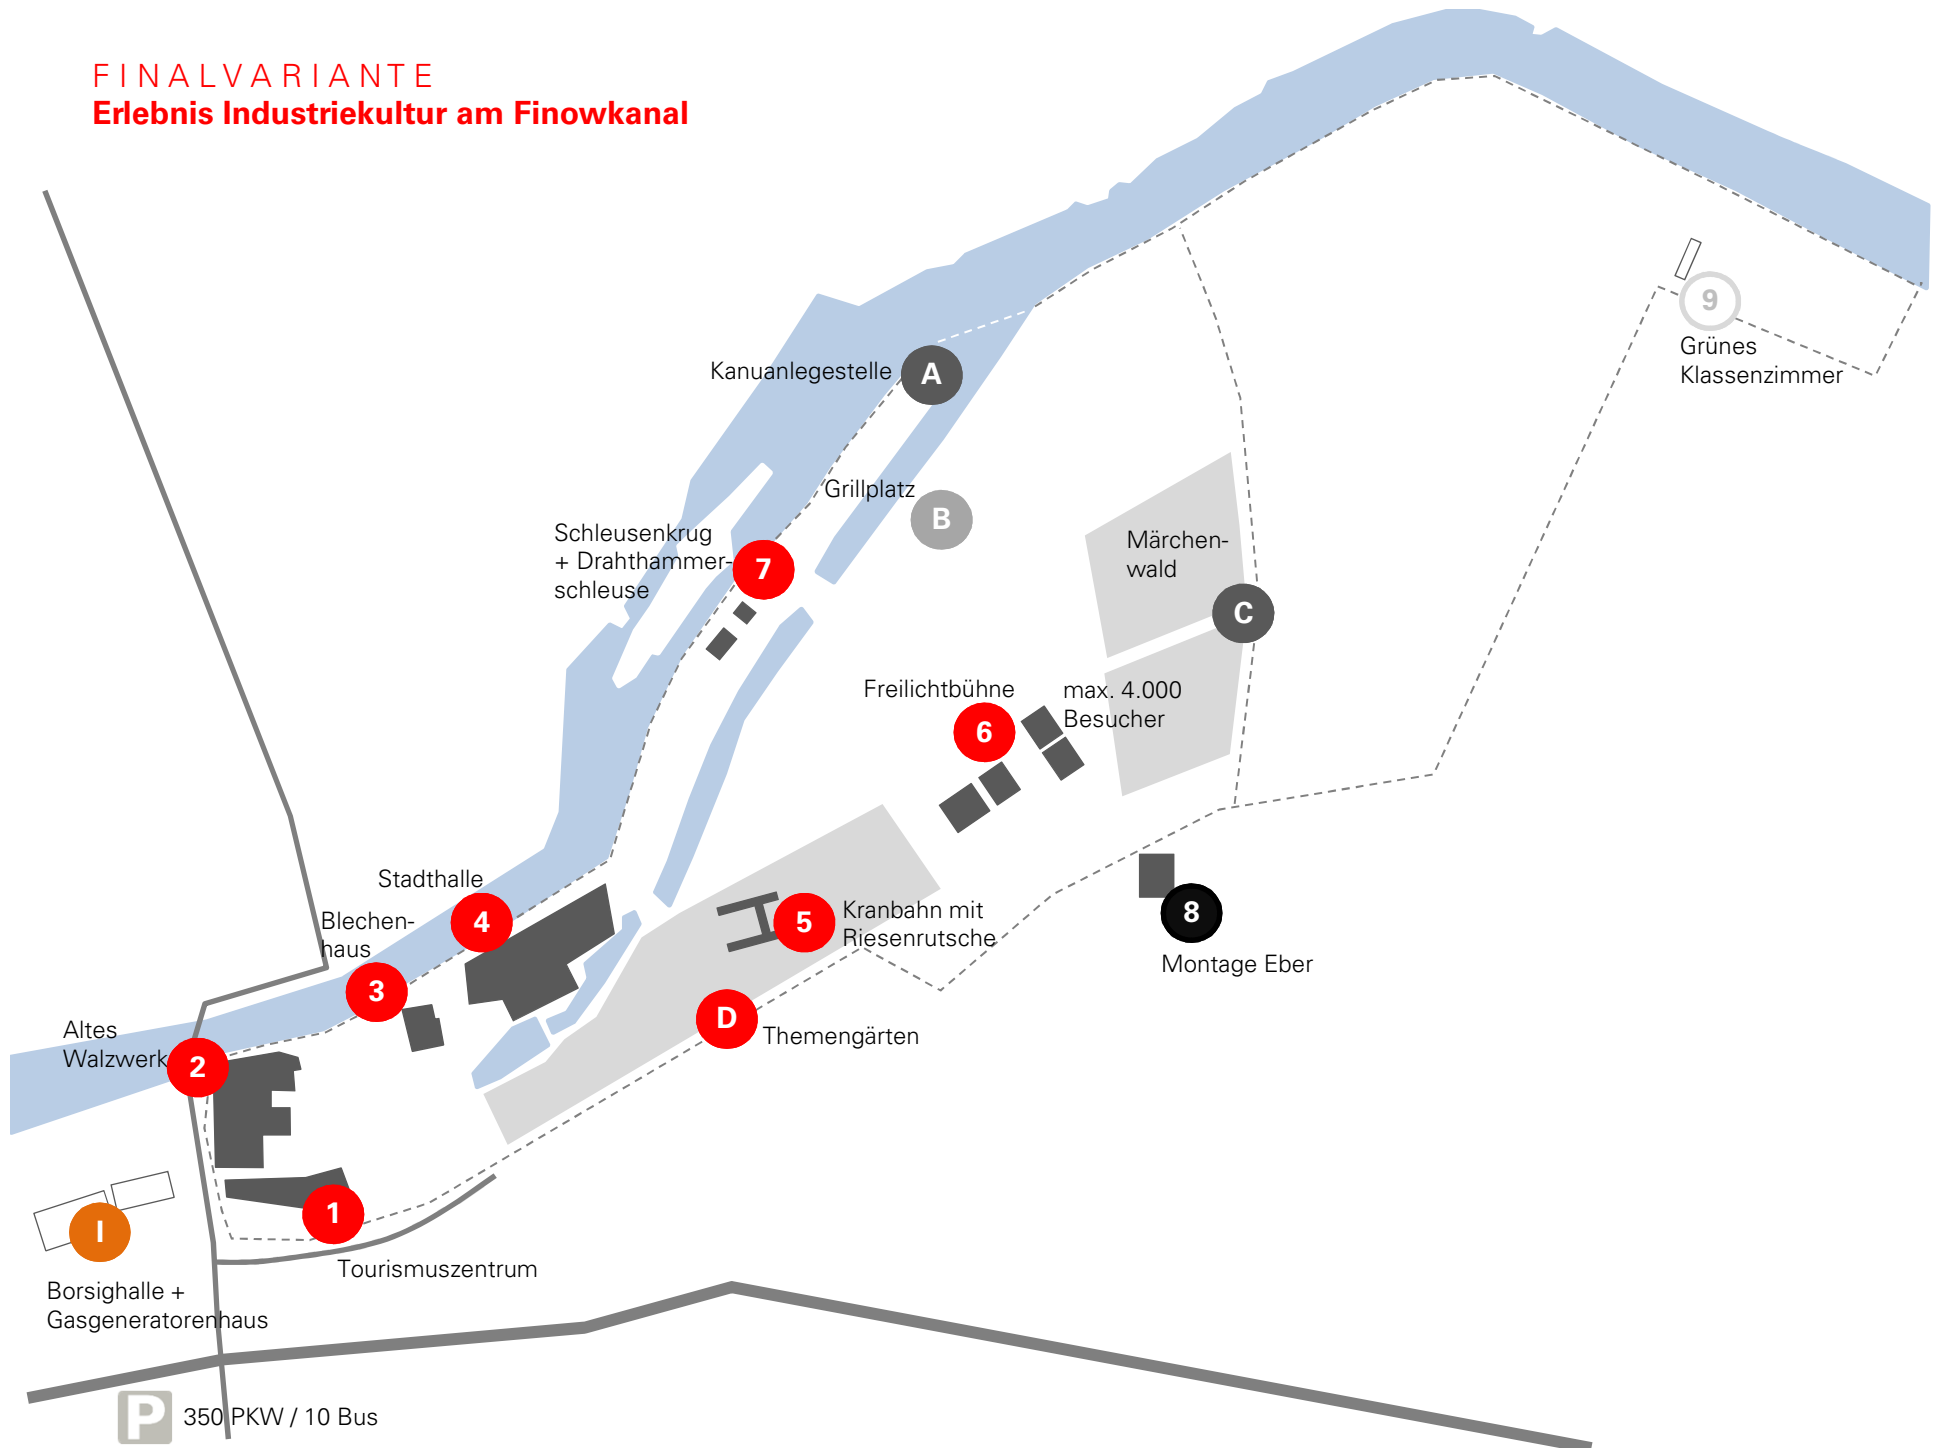 FINALVARIANTE
Erlebnis Industriekultur am Finowkanal
9
Grünes
Klassenzimmer
Kanuanlegestelle
A
Grillplatz
B
Schleusenkrug
+ Drahthammer-
schleuse
7
Märchen-
wald
C
Freilichtbühne
6
max. 4.000
Besucher
Stadthalle
4
Blechen-
haus
3
5
Kranbahn mit
Riesenrutsche
8
Montage Eber
D
Themengärten
Altes
Walzwerk
2
1
Tourismuszentrum
I
Borsighalle +
Gasgeneratorenhaus
P
350 PKW / 10 Bus